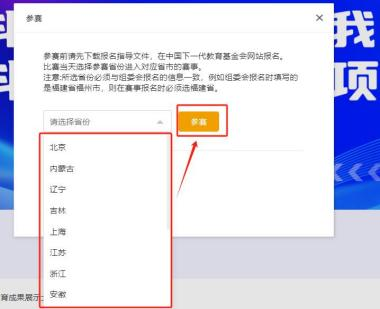 参赛
×
我
项
参赛前请先下载报名指导文件，在中国下一代教育基金会网站报名。
比赛当天选择参赛省份进入对应省市的赛事。
注意:所选省份必须与组委会报名的信息一致，例如组委会报名时填写的
是福建省福州市，则在赛事报名时必须选福建省。
请选择省份
参赛
北京
内蒙古
辽宁
吉林
上海
江苏
浙江
安徽
育成果展示